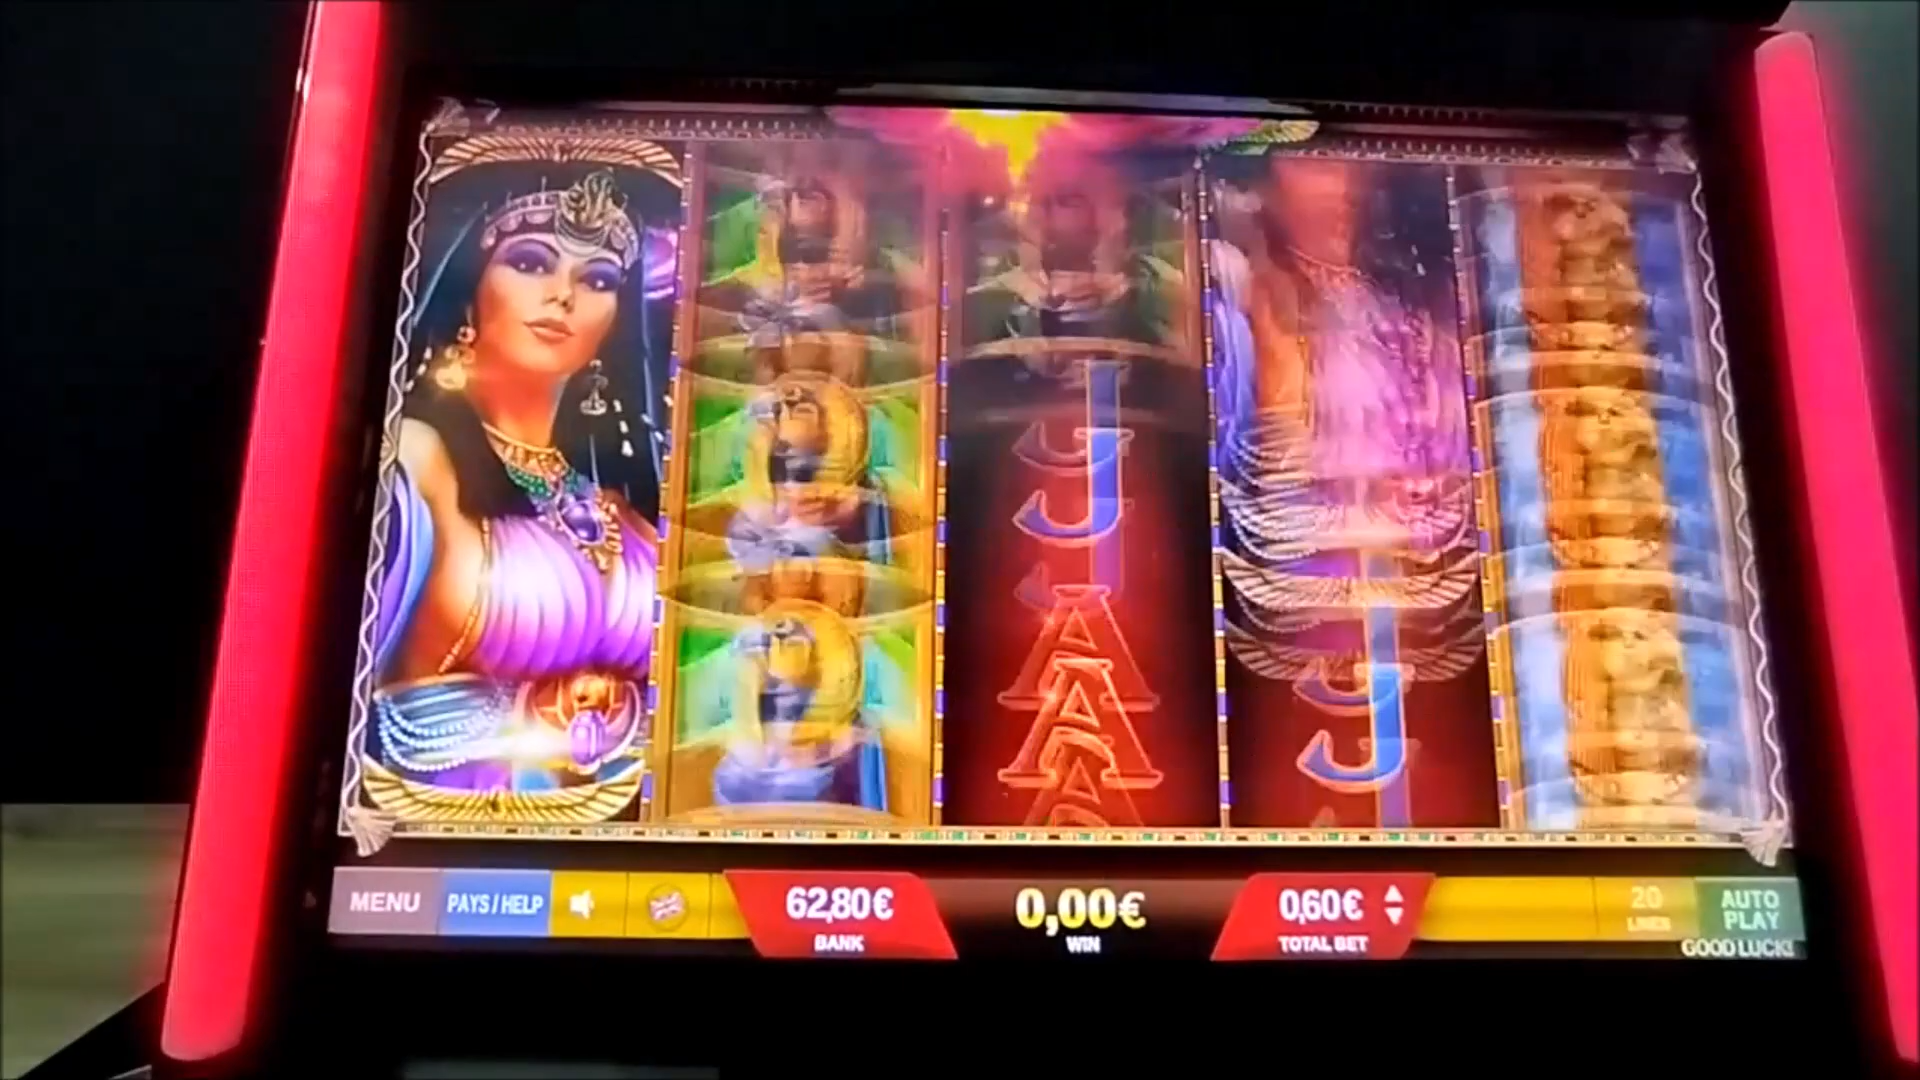 J
J
A
A
A
J
J
MENU
PAYS / HELP
62,80€
BANK
0,00€
WIN
0,60€
TOTAL BET
20
LINES
AUTO
PLAY
GOOD LUCK!